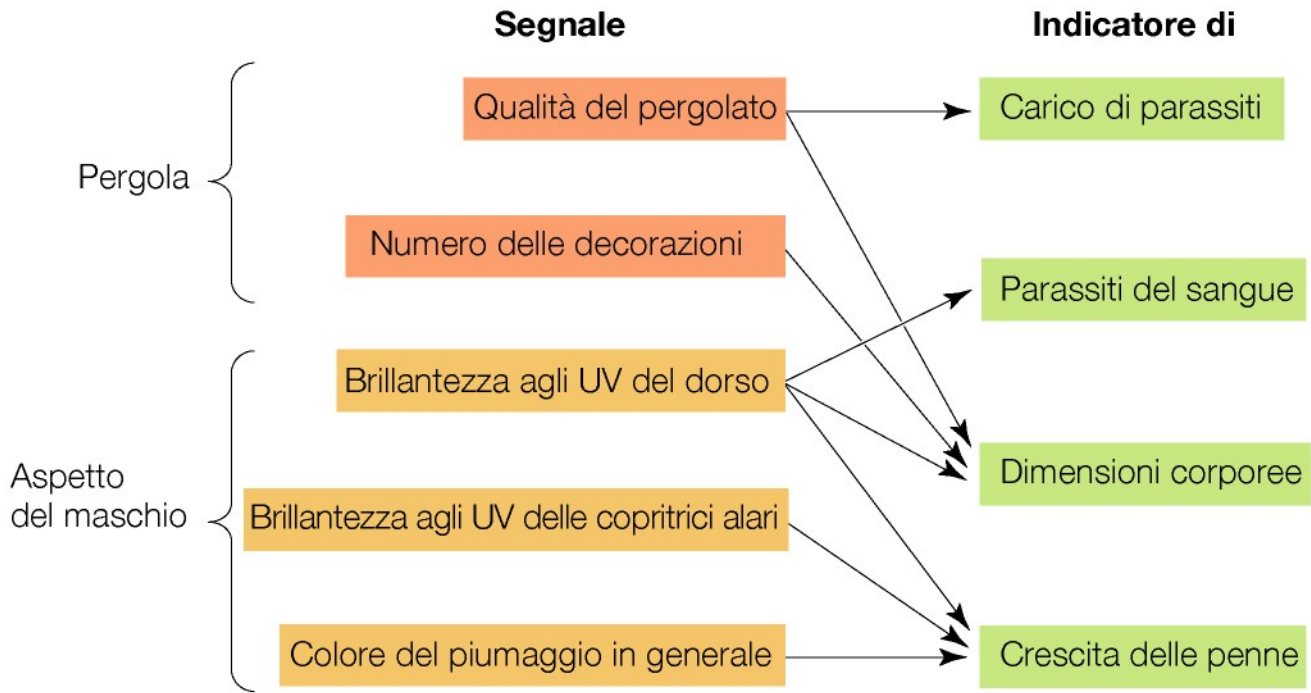 Segnale
Indicatore di
Pergola
Qualità del pergolato
Carico di parassiti
Numero delle decorazioni
Parassiti del sangue
Aspetto
del maschio
Brillantezza agli UV del dorso
Dimensioni corporee
Brillantezza agli UV delle copritrici alari
Colore del piumaggio in generale
Crescita delle penne